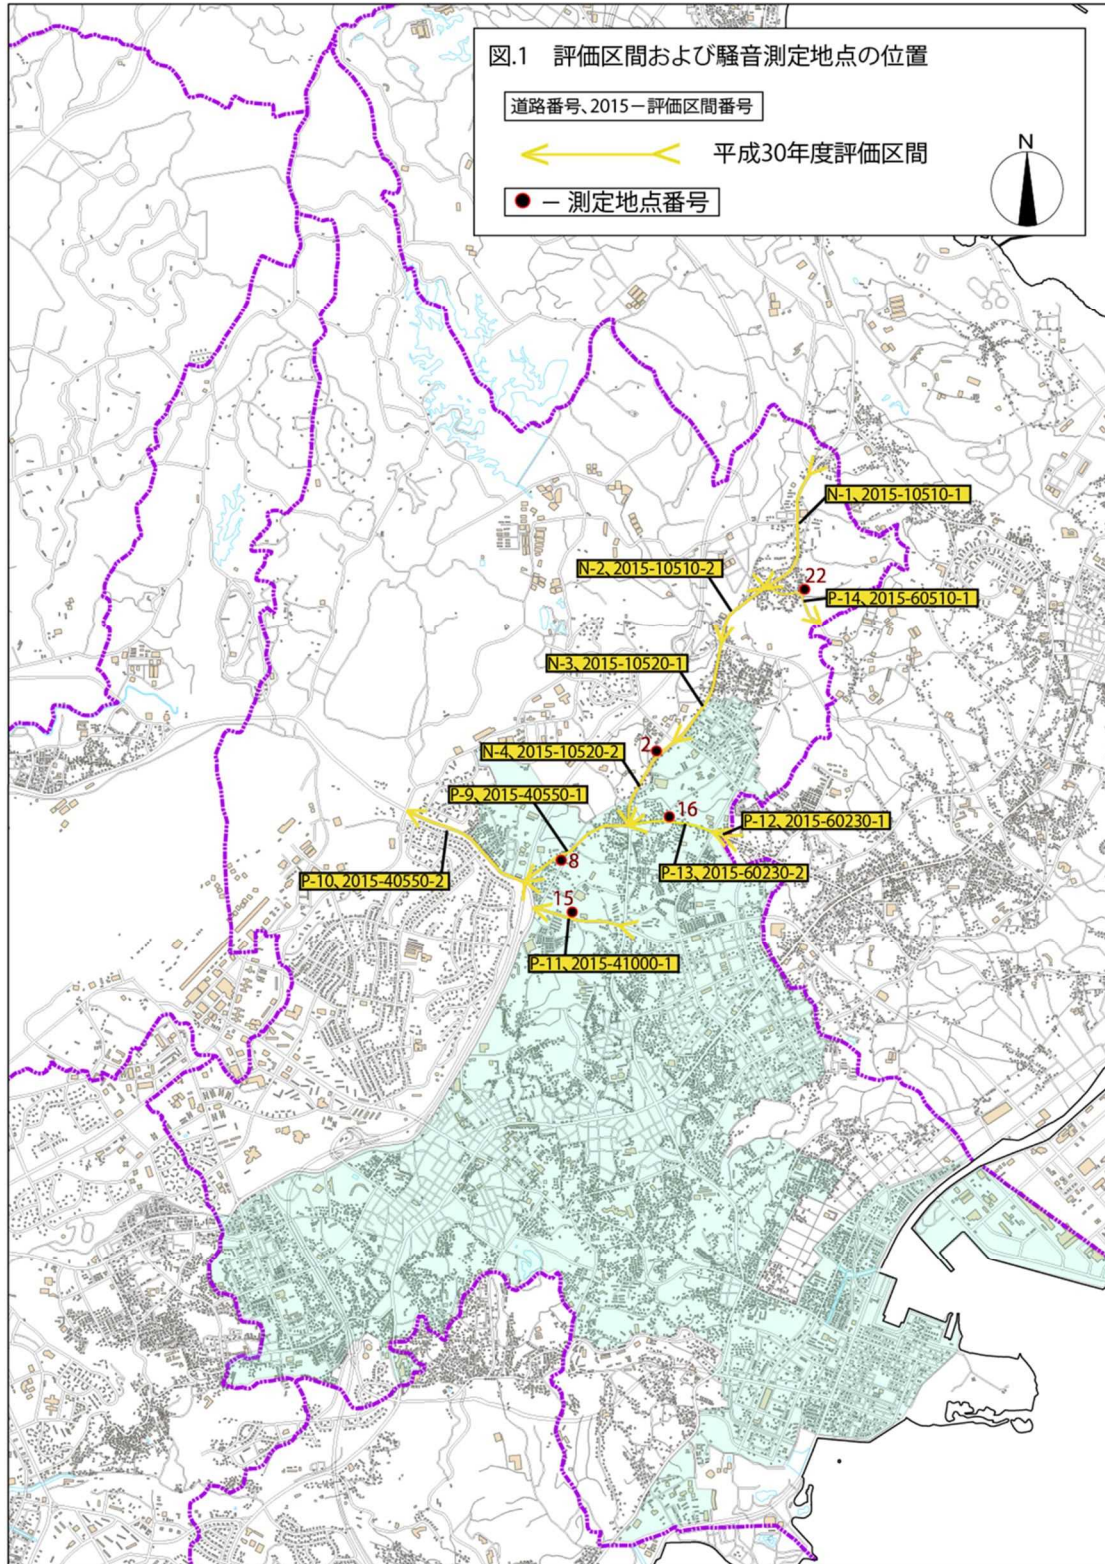 図.1 評価区間および騒音測定地点の位置
道路番号、2015－評価区間番号
平成30年度評価区間
－ 測定地点番号
N
N-1、2015-10510-1
N-2、2015-10510-2
22
P-14、2015-60510-1
N-3、2015-10520-1
2
N-4、2015-10520-2
P-9、2015-40550-1
16
P-12、2015-60230-1
8
P-13、2015-60230-2
P-10、2015-40550-2
15
P-11、2015-41000-1